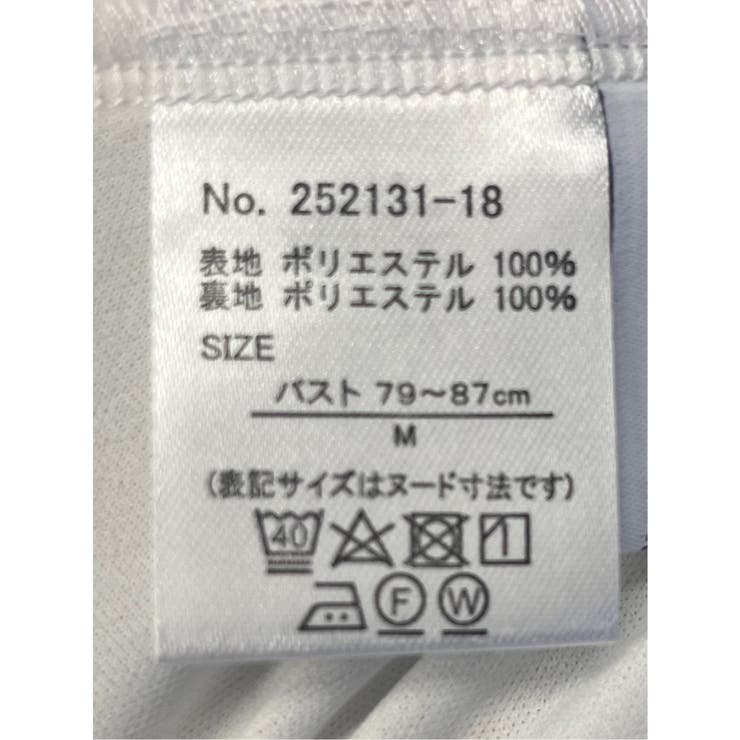 No. 252131-18
表地 ポリエステル 100%
裏地 ポリエステル 100%
SIZE
バスト 79～87cm
M
(表記サイズはヌード寸法です)
40
F W